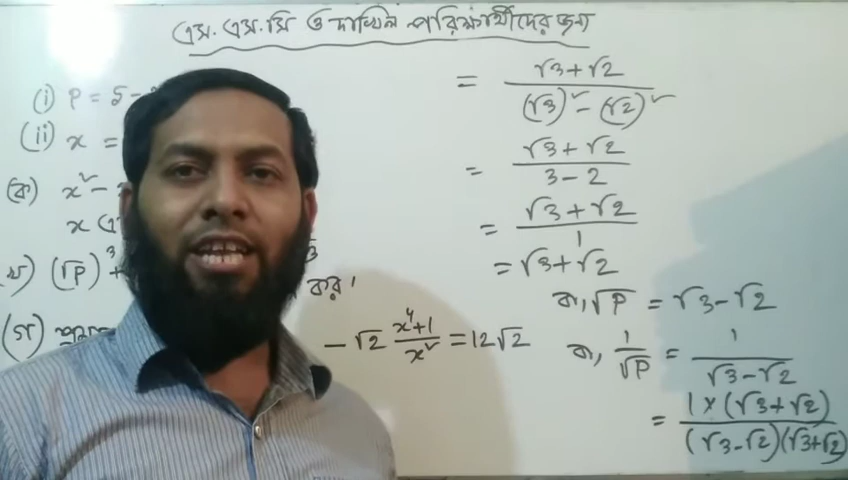 এস. এস. সি ও দাখিল পরিক্ষার্থীদের জন্য
(i) P = 5 -
(ii) x =
(ক) x² -
x
(খ) (√P)³ +
কর।
(গ)
- √2 (x⁴+1)/x² = 12√2
= (√3+√2)/((√3)² - (√2)²)
= (√3+√2)/(3-2)
= (√3+√2)/1
= √3+√2
বা, √P = √3-√2
বা, 1/√P = 1/(√3-√2)
= (1×(√3+√2))/((√3-√2)(√3+√2))